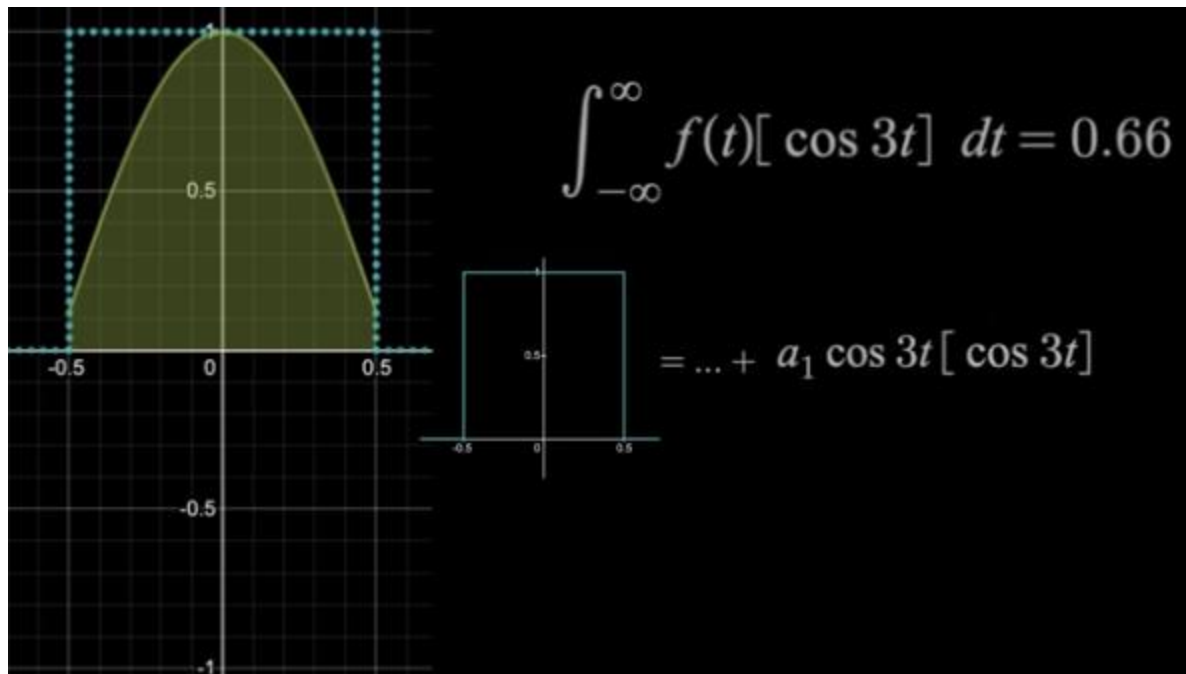 1
0.5
-0.5 0 0.5
-0.5
-1
∫_{-∞}^{∞} f(t)[ cos 3t] dt = 0.66
1
0.5
-0.5 0 0.5
= ... + a₁ cos 3t [ cos 3t]